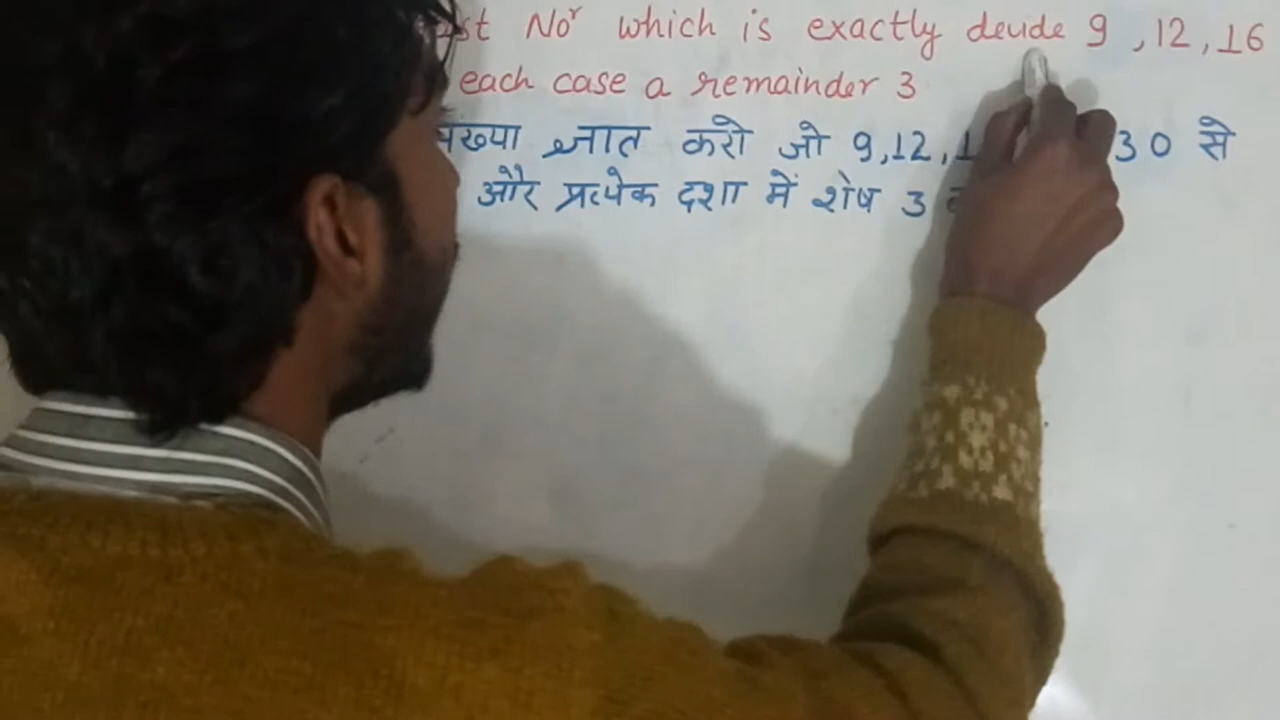 No^r which is exactly devide 9 , 12 , 16
each case a remainder 3
ज्ञात करो जो 9,12, 30 से
और प्रत्येक दशा में शेष 3